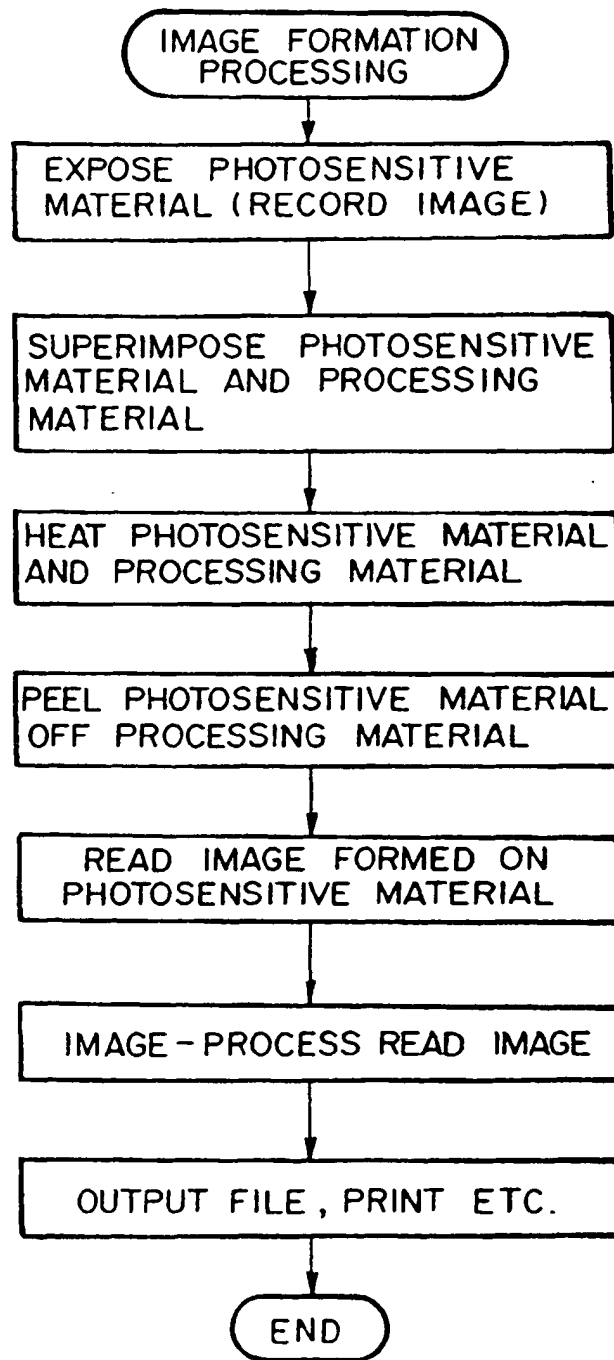 IMAGE FORMATION
PROCESSING
EXPOSE PHOTOSENSITIVE
MATERIAL (RECORD IMAGE)
SUPERIMPOSE PHOTOSENSITIVE
MATERIAL AND PROCESSING
MATERIAL
HEAT PHOTOSENSITIVE MATERIAL
AND PROCESSING MATERIAL
PEEL PHOTOSENSITIVE MATERIAL
OFF PROCESSING MATERIAL
READ IMAGE FORMED ON
PHOTOSENSITIVE MATERIAL
IMAGE-PROCESS READ IMAGE
OUTPUT FILE, PRINT ETC.
END